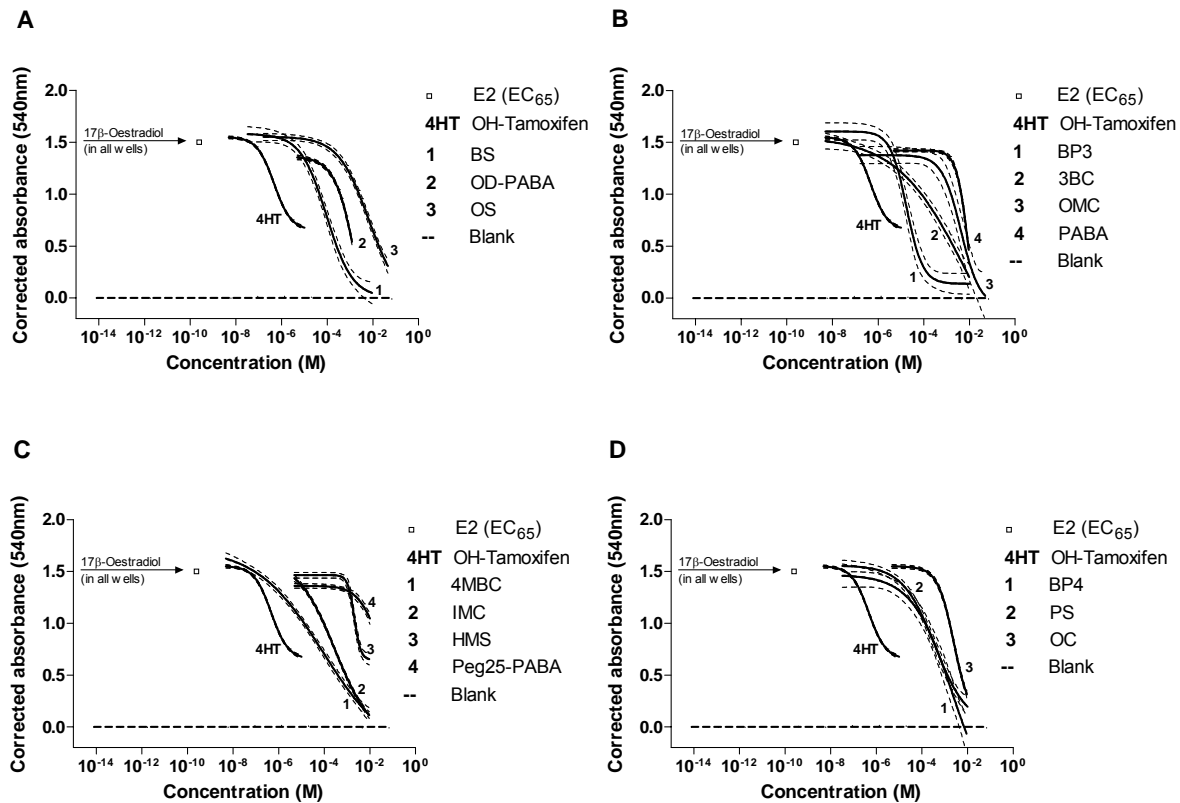 A
Corrected absorbance (540nm)
2.0
1.5
1.0
0.5
0.0
17β-Oestradiol
(in all wells)
4HT
1
2
3
10-14 10-12 10-10 10-8 10-6 10-4 10-2 100
Concentration (M)
E2 (EC65)
4HT OH-Tamoxifen
1 BS
2 OD-PABA
3 OS
-- Blank
B
Corrected absorbance (540nm)
2.0
1.5
1.0
0.5
0.0
17β-Oestradiol
(in all wells)
4HT
1
2
3
4
10-14 10-12 10-10 10-8 10-6 10-4 10-2 100
Concentration (M)
E2 (EC65)
4HT OH-Tamoxifen
1 BP3
2 3BC
3 OMC
4 PABA
-- Blank
C
Corrected absorbance (540nm)
2.0
1.5
1.0
0.5
0.0
17β-Oestradiol
(in all wells)
4HT
1
2
3
4
10-14 10-12 10-10 10-8 10-6 10-4 10-2 100
Concentration (M)
E2 (EC65)
4HT OH-Tamoxifen
1 4MBC
2 IMC
3 HMS
4 Peg25-PABA
-- Blank
D
Corrected absorbance (540nm)
2.0
1.5
1.0
0.5
0.0
17β-Oestradiol
(in all wells)
4HT
2
3
1
10-14 10-12 10-10 10-8 10-6 10-4 10-2 100
Concentration (M)
E2 (EC65)
4HT OH-Tamoxifen
1 BP4
2 PS
3 OC
-- Blank